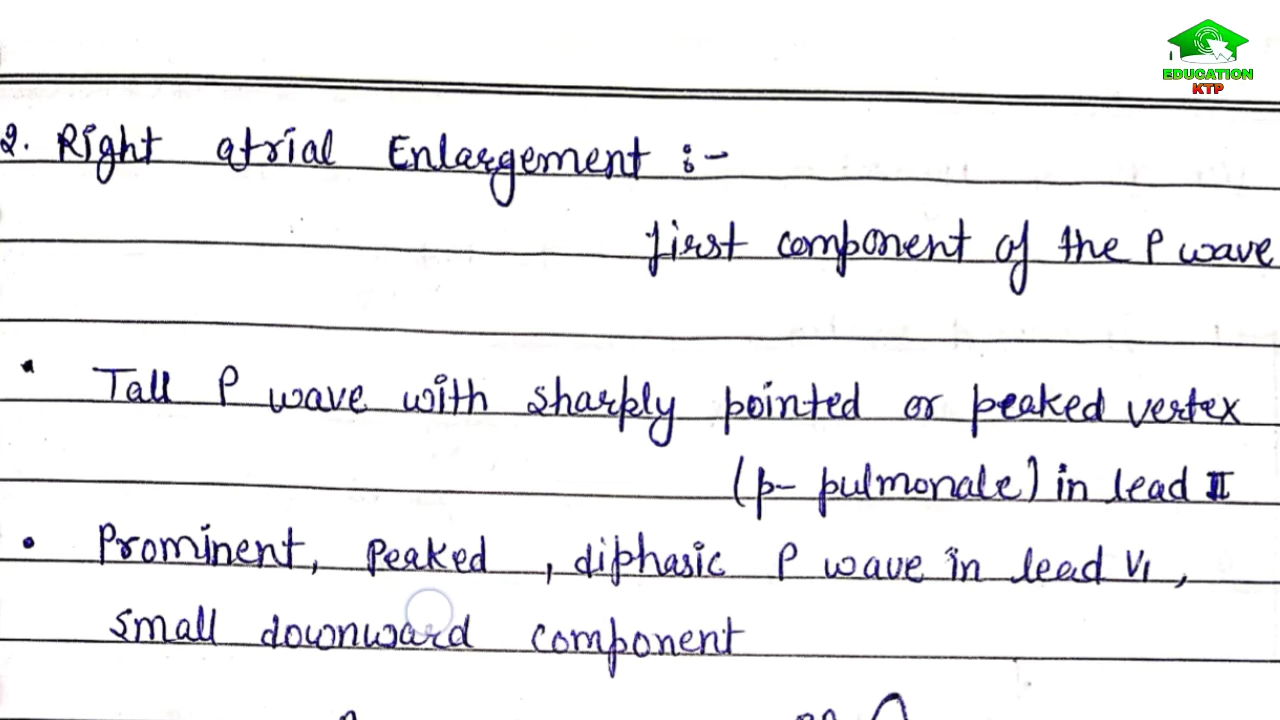 EDUCATION
KTP
2. Right atrial Enlargement :-
first component of the P wave
• Tall P wave with sharply pointed or peaked vertex
(p- pulmonale) in lead II
• Prominent, Peaked , diphasic P wave in lead V1 ,
small downward component